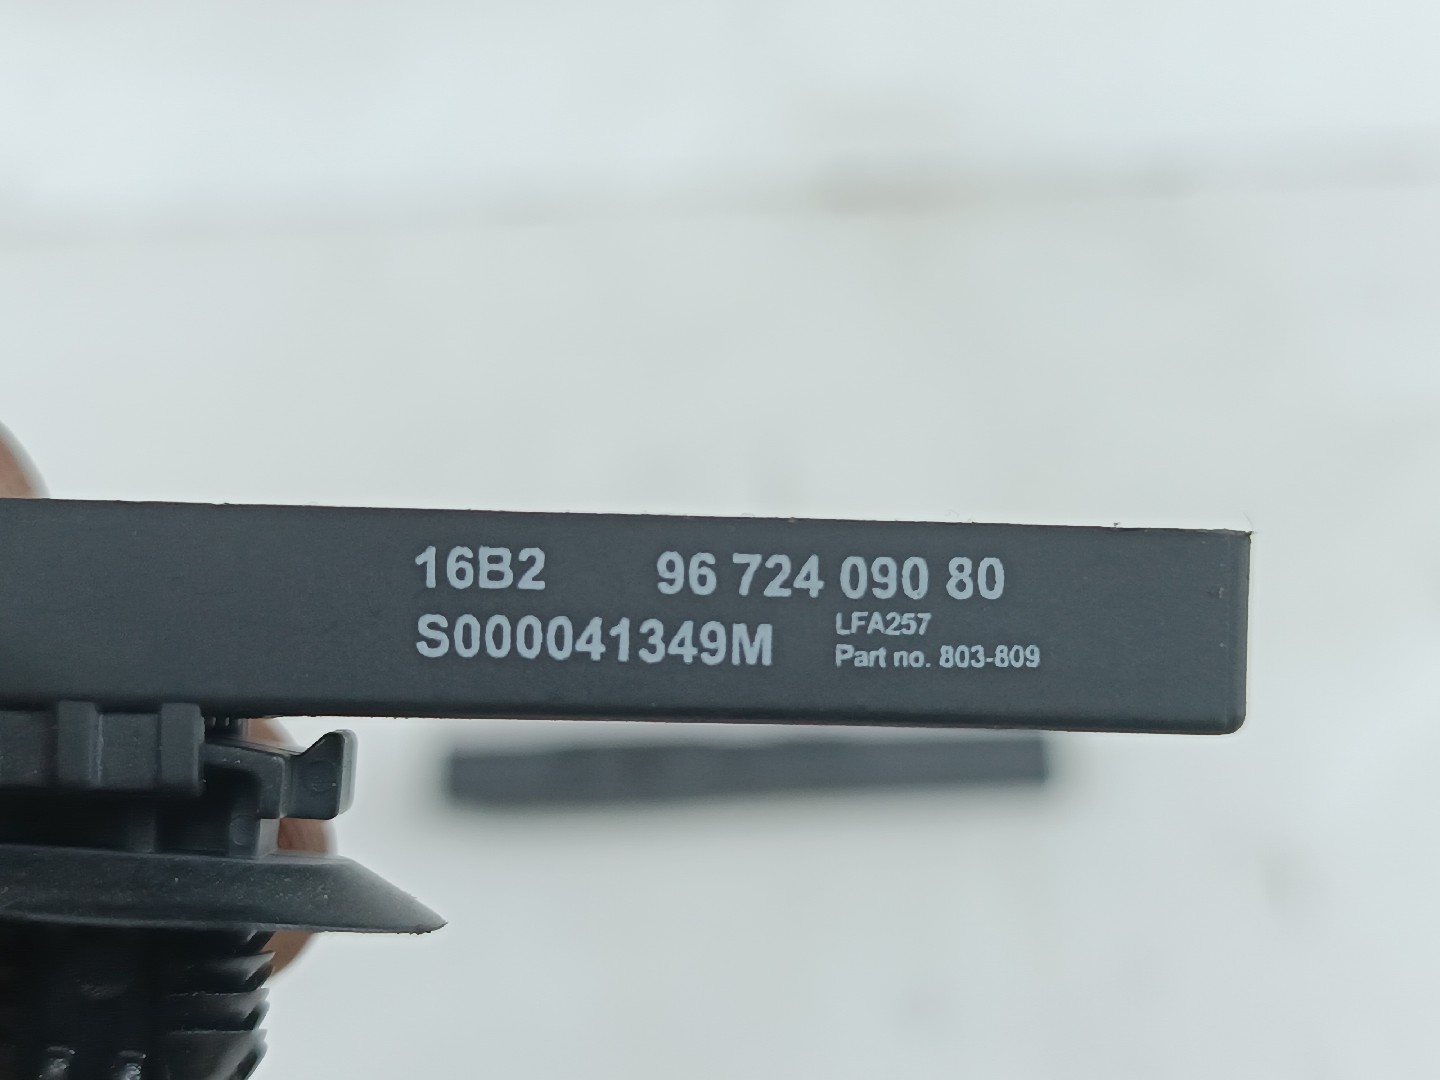 16B2 96 724 090 80
S000041349M LFA257
Part no. 803-809